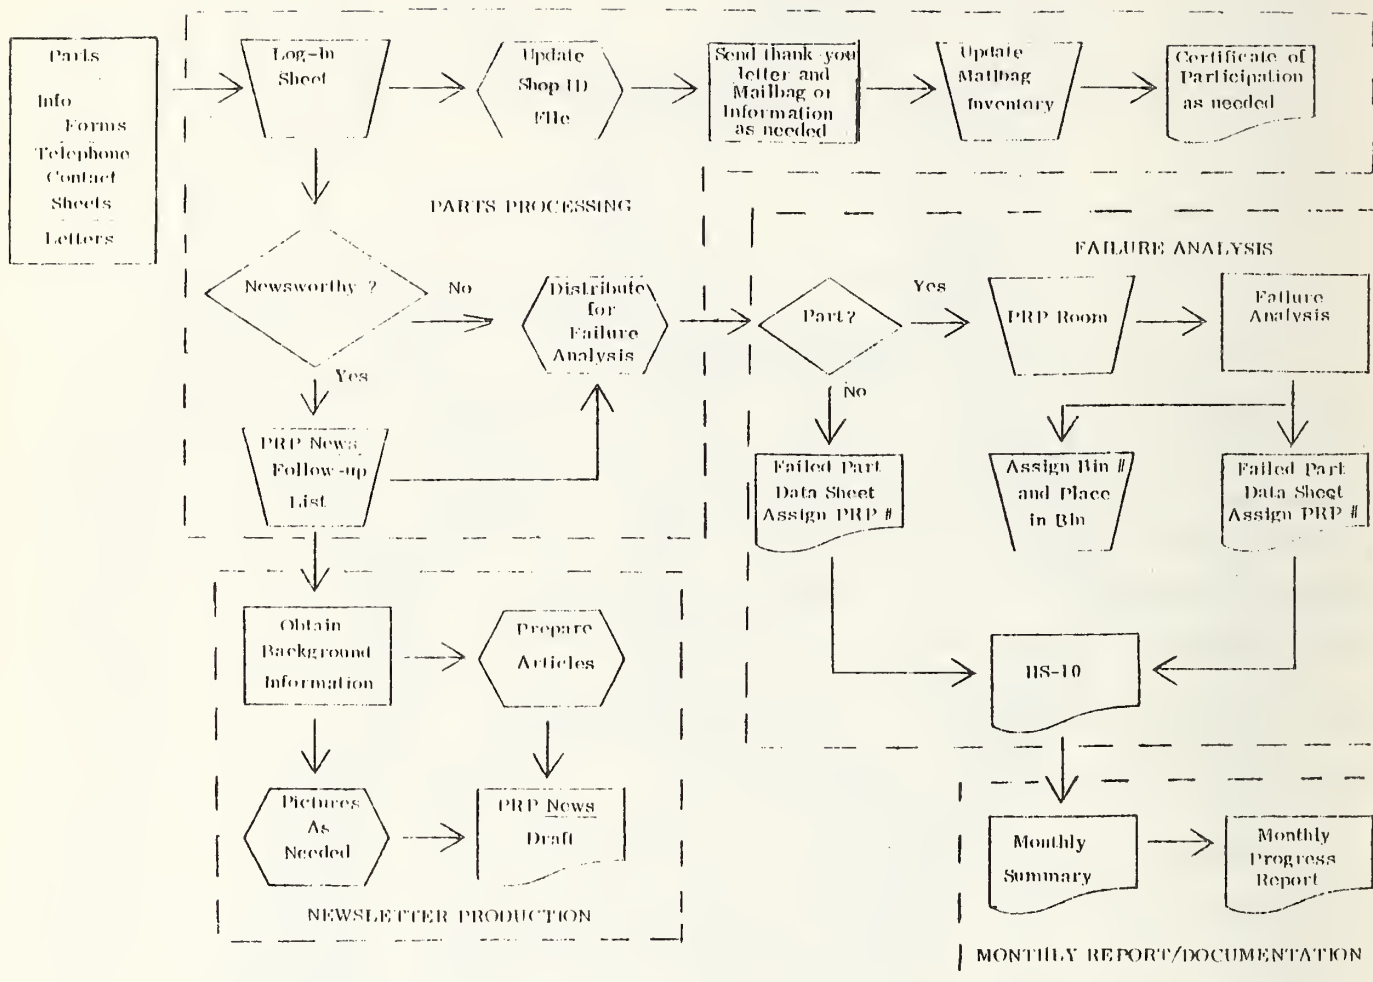 Parts
Info
Forms
Telephone
Contact
Sheets
Letters
Log-In
Sheet
Update
Shop ID
File
Send thank-you
letter and
Mailbag or
Information
as needed
Update
Mailbag
Inventory
Certificate of
Participation
as needed
PARTS PROCESSING
Newsworthy ?
No
Yes
Distribute
for
Failure
Analysis
PRP News
Follow-up
List
FAILURE ANALYSIS
Part?
Yes
No
PRP Room
Failure
Analysis
Failed Part
Data Sheet
Assign PRP #
Assign Bin #
and Place
in Bin
Failed Part
Data Sheet
Assign PRP #
HS-10
Obtain
Background
Information
Prepare
Articles
Pictures
As
Needed
PRP News
Draft
NEWSLETTER PRODUCTION
Monthly
Summary
Monthly
Progress
Report
MONTHLY REPORT/DOCUMENTATION